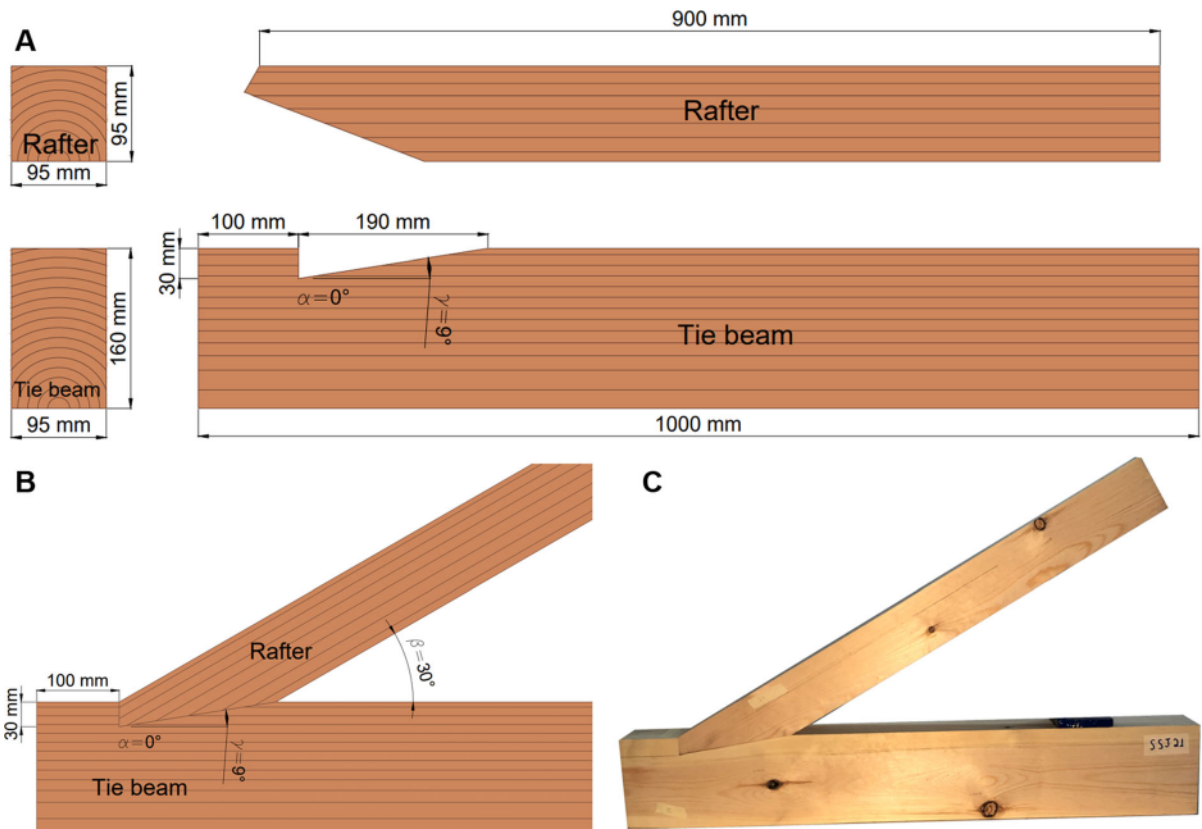 A
900 mm
Rafter
95 mm
95 mm
Rafter
100 mm
190 mm
30 mm
α=0°
γ=9°
Tie beam
160 mm
Tie beam
95 mm
1000 mm
B
Rafter
β=30°
100 mm
30 mm
α=0°
γ=9°
Tie beam
C